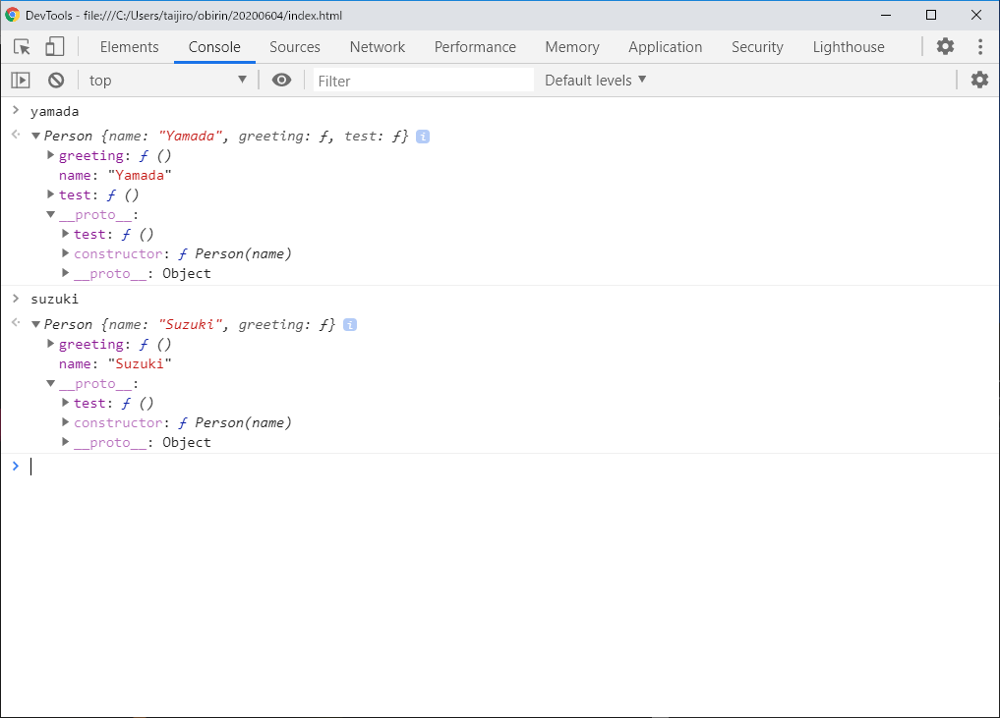 DevTools - file:///C:/Users/taijiro/obirin/20200604/index.html
Elements Console Sources Network Performance Memory Application Security Lighthouse
top Filter Default levels
yamada
Person {name: "Yamada", greeting: ƒ, test: ƒ} i
greeting: ƒ ()
name: "Yamada"
test: ƒ ()
__proto__:
test: ƒ ()
constructor: ƒ Person(name)
__proto__: Object
suzuki
Person {name: "Suzuki", greeting: ƒ} i
greeting: ƒ ()
name: "Suzuki"
__proto__:
test: ƒ ()
constructor: ƒ Person(name)
__proto__: Object